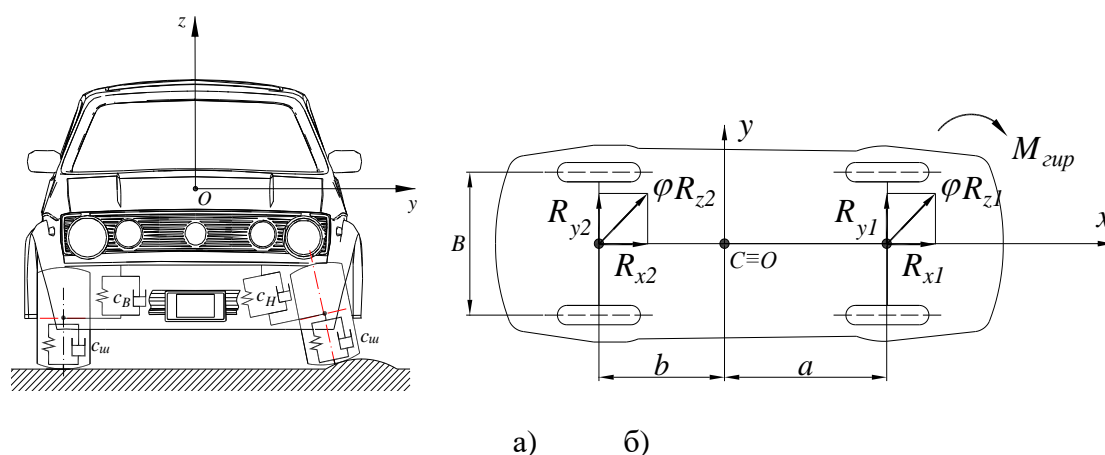 z
O
y
c_В
c_Н
c_ш
c_ш
y
x
M_гир
φR_z2
R_y2
R_x2
φR_z1
R_y1
R_x1
B
C≡O
b
a
а) б)